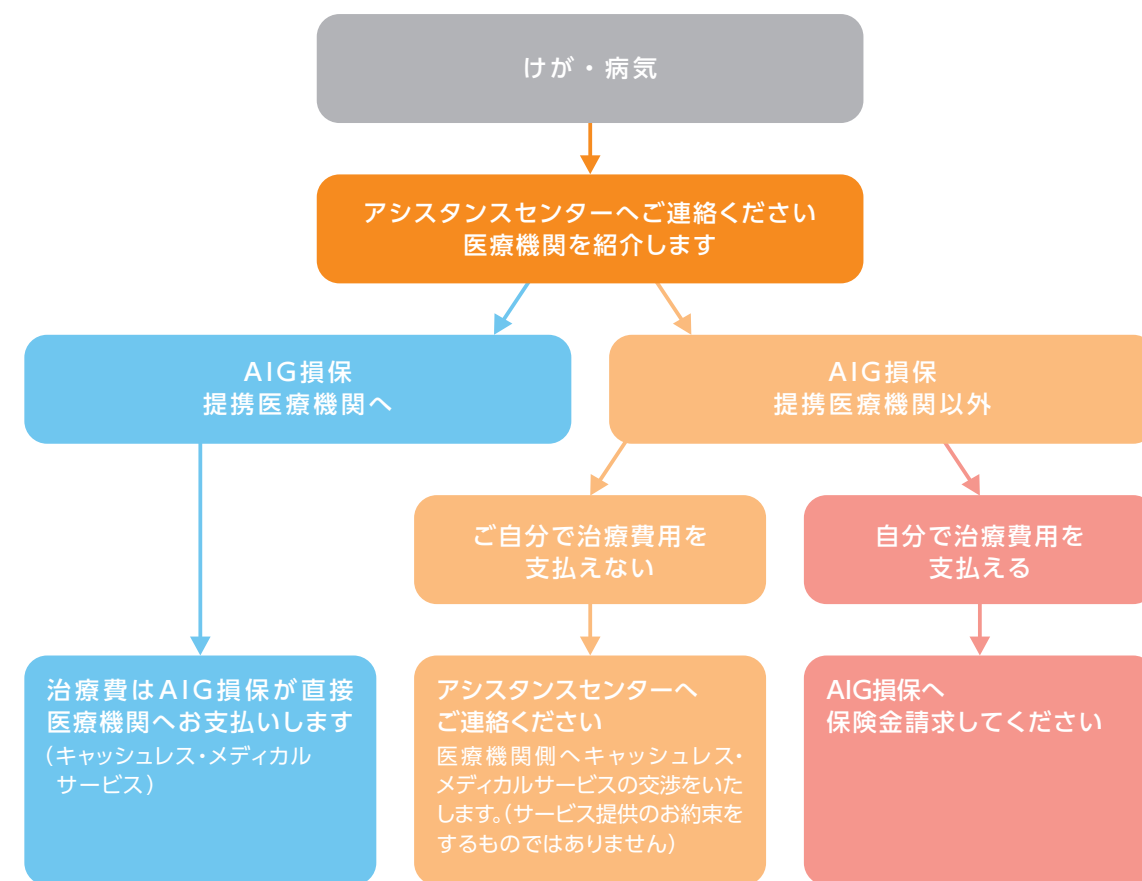 けが・病気
アシスタンスセンターへご連絡ください
医療機関を紹介します
AIG損保
提携医療機関へ
AIG損保
提携医療機関以外
ご自分で治療費用を
支払えない
自分で治療費用を
支払える
治療費はAIG損保が直接
医療機関へお支払いします
（キャッシュレス・メディカル
サービス）
アシスタンスセンターへ
ご連絡ください
医療機関側へキャッシュレス・
メディカルサービスの交渉をいた
します。（サービス提供のお約束を
するものではありません）
AIG損保へ
保険金請求してください